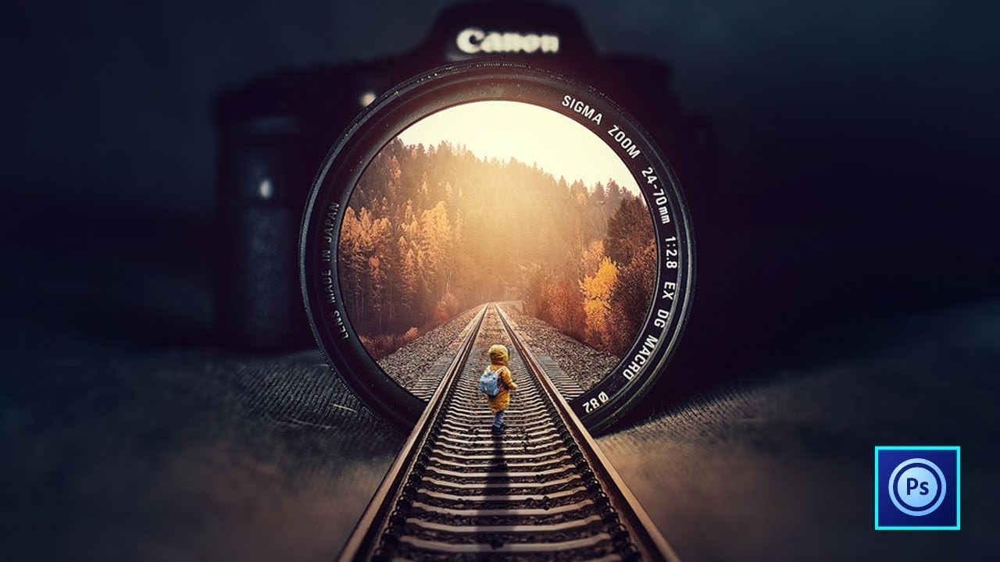 Canon
SIGMA ZOOM 24-70mm 1:2.8 EX DG MACRO Ø82
LENS MADE IN JAPAN
Ps